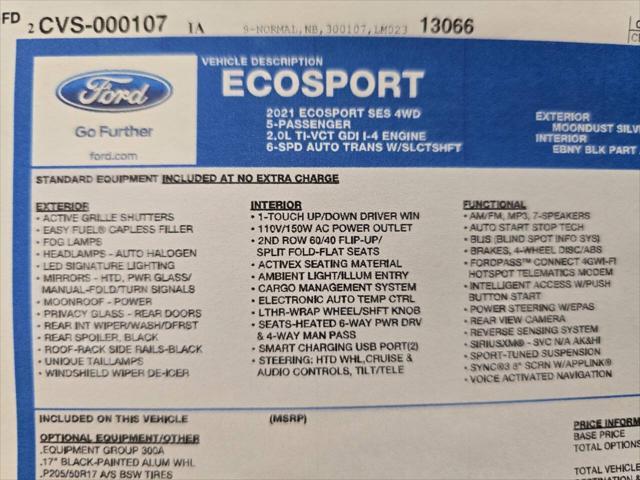 FD 2 CVS-000107 1A 9-NORMAL,NB,300107,LM023 13066
VEHICLE DESCRIPTION
ECOSPORT
Ford
Go Further
ford.com
2021 ECOSPORT SES 4WD
5-PASSENGER
2.0L TI-VCT GDI I-4 ENGINE
6-SPD AUTO TRANS W/SLCTSHFT
EXTERIOR
MOONDUST SILV
INTERIOR
EBNY BLK PART
STANDARD EQUIPMENT INCLUDED AT NO EXTRA CHARGE
EXTERIOR
• ACTIVE GRILLE SHUTTERS
• EASY FUEL® CAPLESS FILLER
• FOG LAMPS
• HEADLAMPS - AUTO HALOGEN
• LED SIGNATURE LIGHTING
• MIRRORS - HTD, PWR GLASS/
MANUAL-FOLD/TURN SIGNALS
• MOONROOF - POWER
• PRIVACY GLASS - REAR DOORS
• REAR INT WIPER/WASH/DFRST
• REAR SPOILER, BLACK
• ROOF-RACK SIDE RAILS-BLACK
• UNIQUE TAILLAMPS
• WINDSHIELD WIPER DE-ICER
INTERIOR
• 1-TOUCH UP/DOWN DRIVER WIN
• 110V/150W AC POWER OUTLET
• 2ND ROW 60/40 FLIP-UP/
SPLIT FOLD-FLAT SEATS
• ACTIVEX SEATING MATERIAL
• AMBIENT LIGHT/ILLUM ENTRY
• CARGO MANAGEMENT SYSTEM
• ELECTRONIC AUTO TEMP CTRL
• LTHR-WRAP WHEEL/SHFT KNOB
• SEATS-HEATED 6-WAY PWR DRV
& 4-WAY MAN PASS
• SMART CHARGING USB PORT(2)
• STEERING: HTD WHL,CRUISE &
AUDIO CONTROLS, TILT/TELE
FUNCTIONAL
• AM/FM, MP3, 7-SPEAKERS
• AUTO START STOP TECH
• BLIS (BLIND SPOT INFO SYS)
• BRAKES, 4-WHEEL DISC/ABS
• FORDPASS™ CONNECT 4GWI-FI
HOTSPOT TELEMATICS MODEM
• INTELLIGENT ACCESS W/PUSH
BUTTON START
• POWER STEERING W/EPAS
• REAR VIEW CAMERA
• REVERSE SENSING SYSTEM
• SIRIUSXM® - SVC N/A AK&HI
• SPORT-TUNED SUSPENSION
• SYNC®3 8" SCRN W/APPLINK®
• VOICE ACTIVATED NAVIGATION
INCLUDED ON THIS VEHICLE (MSRP)
OPTIONAL EQUIPMENT/OTHER
.EQUIPMENT GROUP 300A
.17" BLACK-PAINTED ALUM WHL
.P205/50R17 A/S BSW TIRES
PRICE INFORM
BASE PRICE
TOTAL OPTIONS
TOTAL VEHICLE